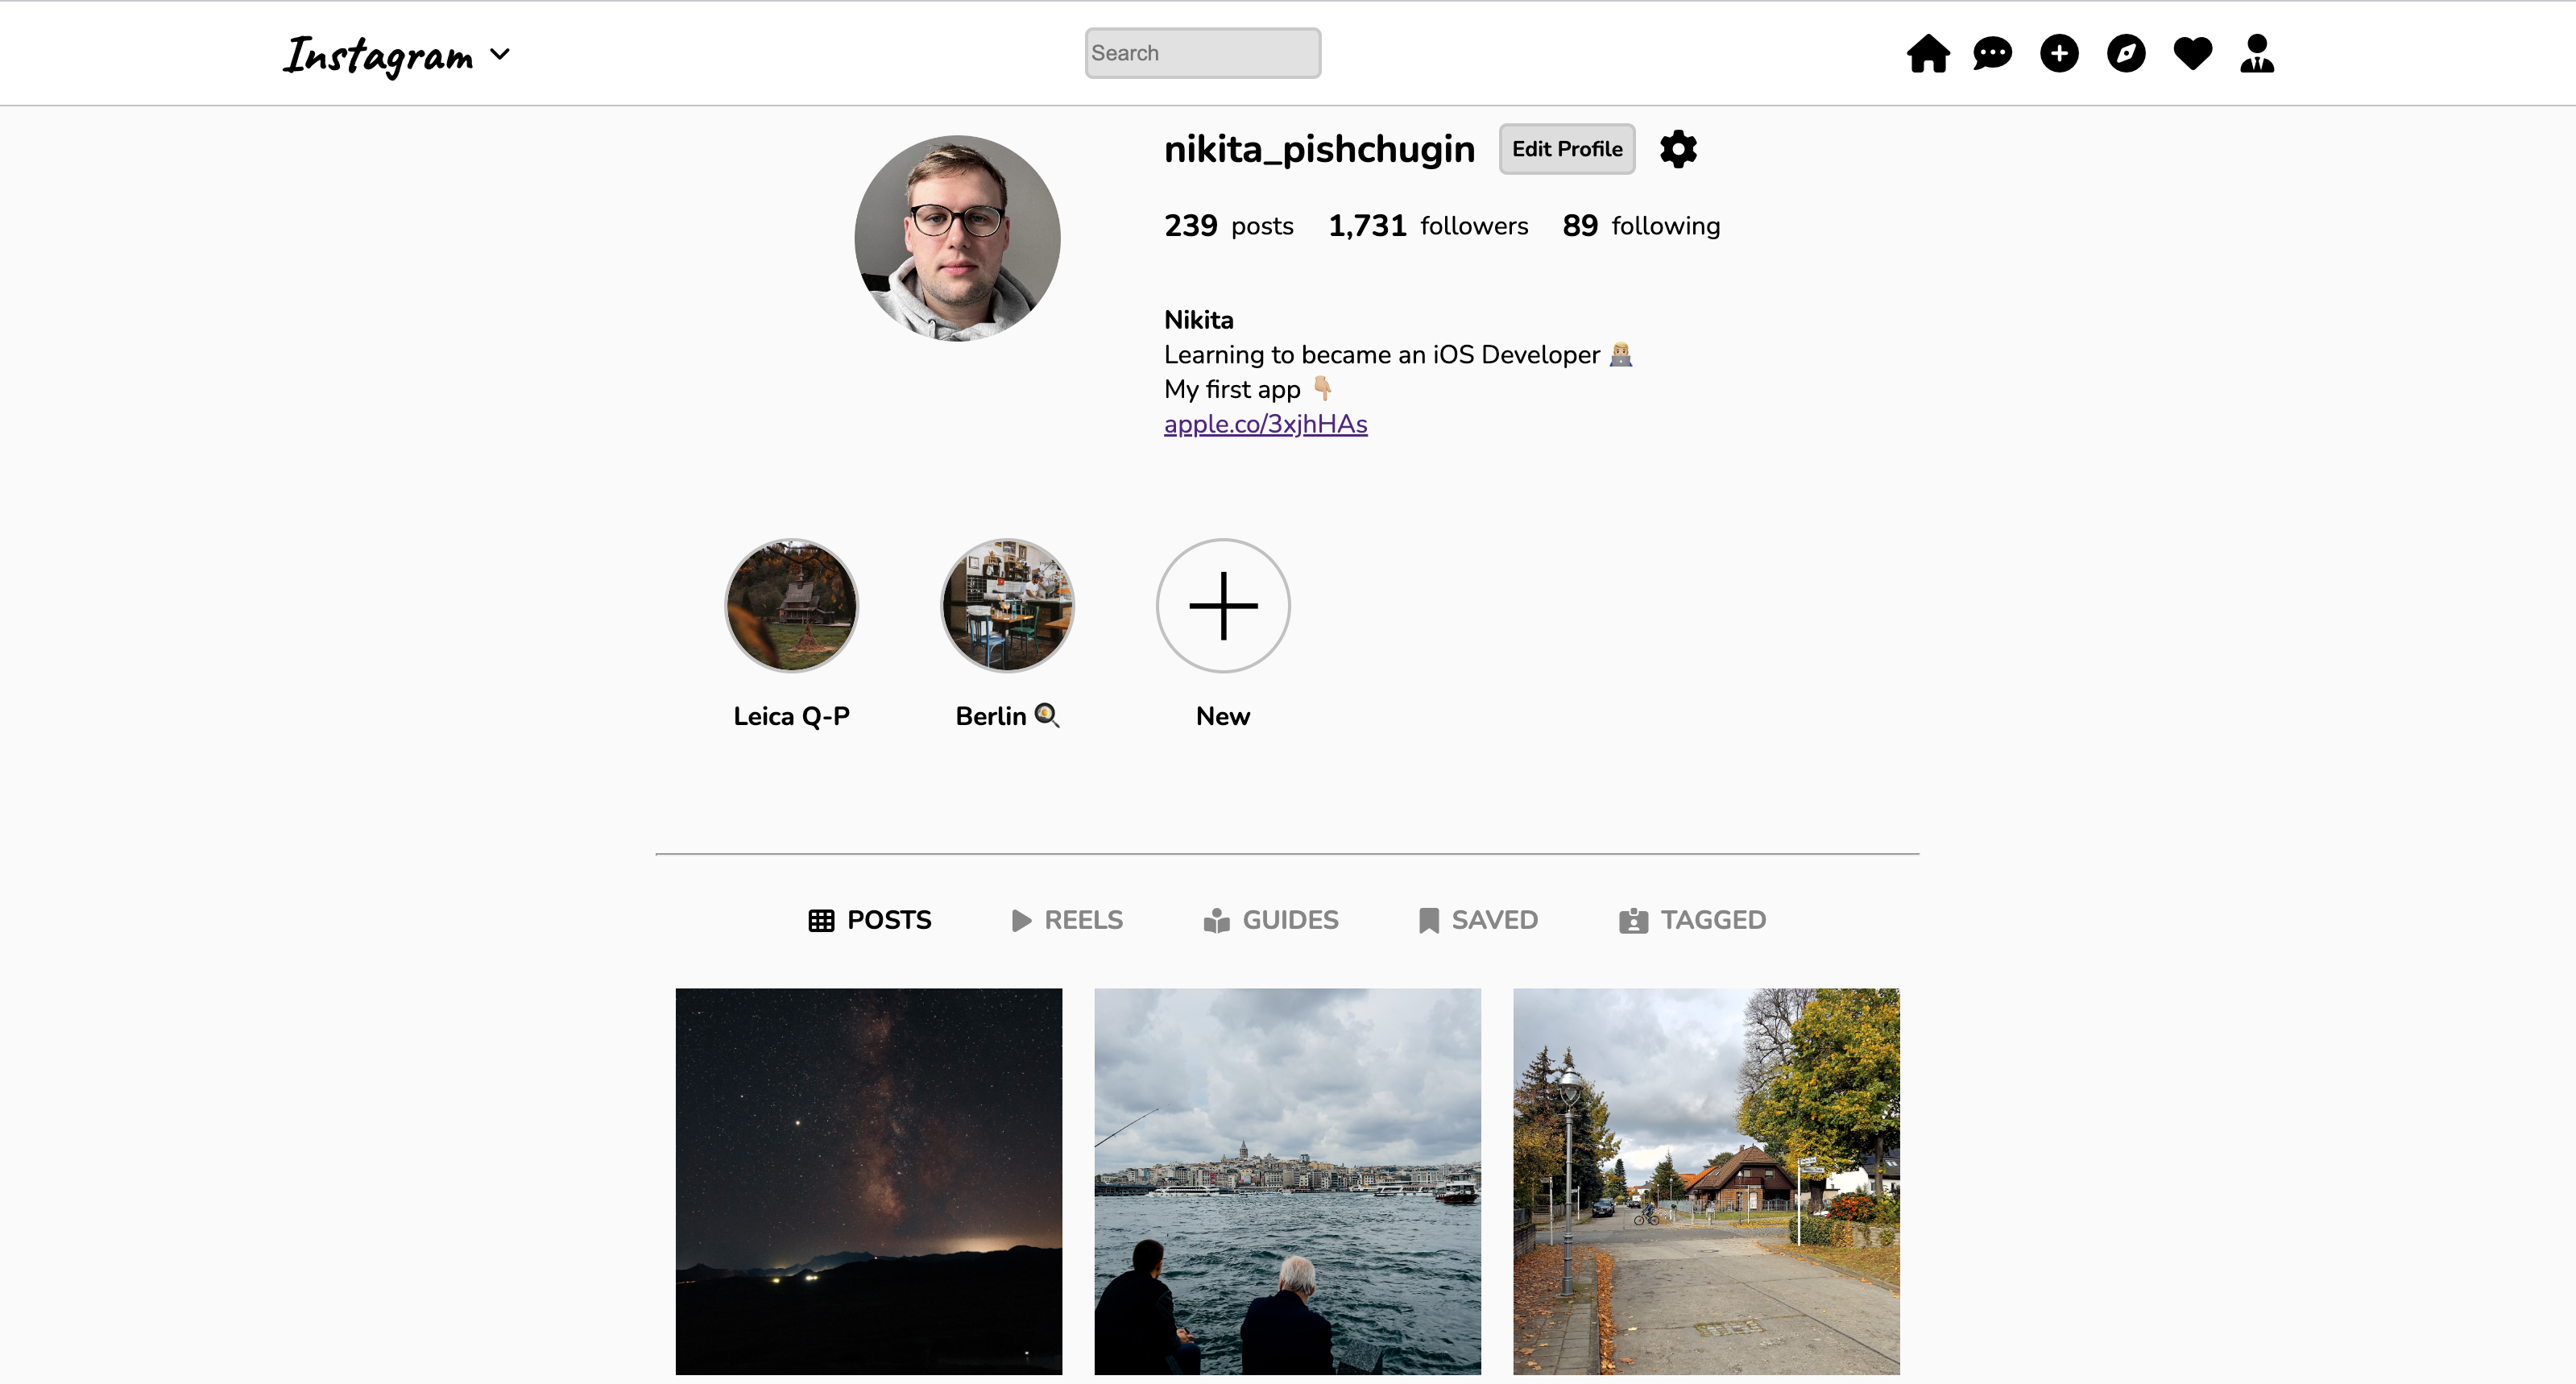 Instagram
Search
nikita_pishchugin Edit Profile
239 posts 1,731 followers 89 following
Nikita
Learning to became an iOS Developer 👨🏼‍💻
My first app 👇🏼
apple.co/3xjhHAs
Leica Q-P Berlin 🍳 New
POSTS REELS GUIDES SAVED TAGGED